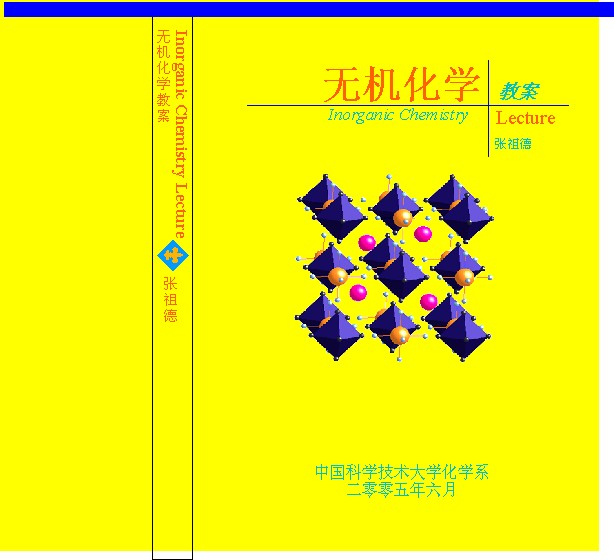 无机化学教案
Inorganic Chemistry Lecture
张祖德
无机化学
教案
Inorganic Chemistry
Lecture
张祖德
中国科学技术大学化学系
二零零五年六月